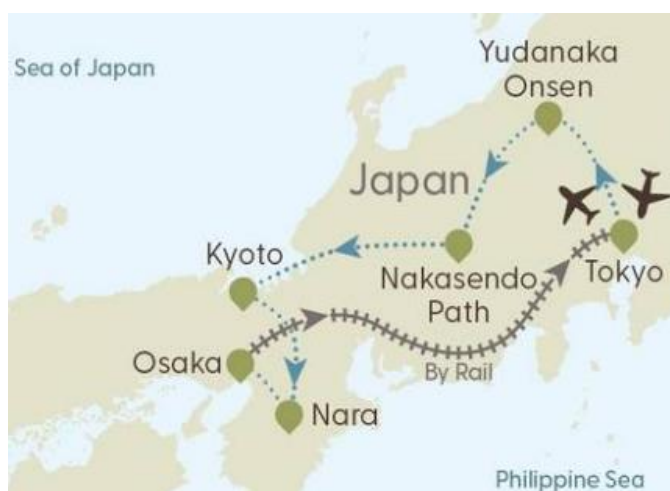 Yudanaka
Onsen
Sea of Japan
Japan
Kyoto
Nakasendo
Path
Tokyo
Osaka
By Rail
Nara
Philippine Sea